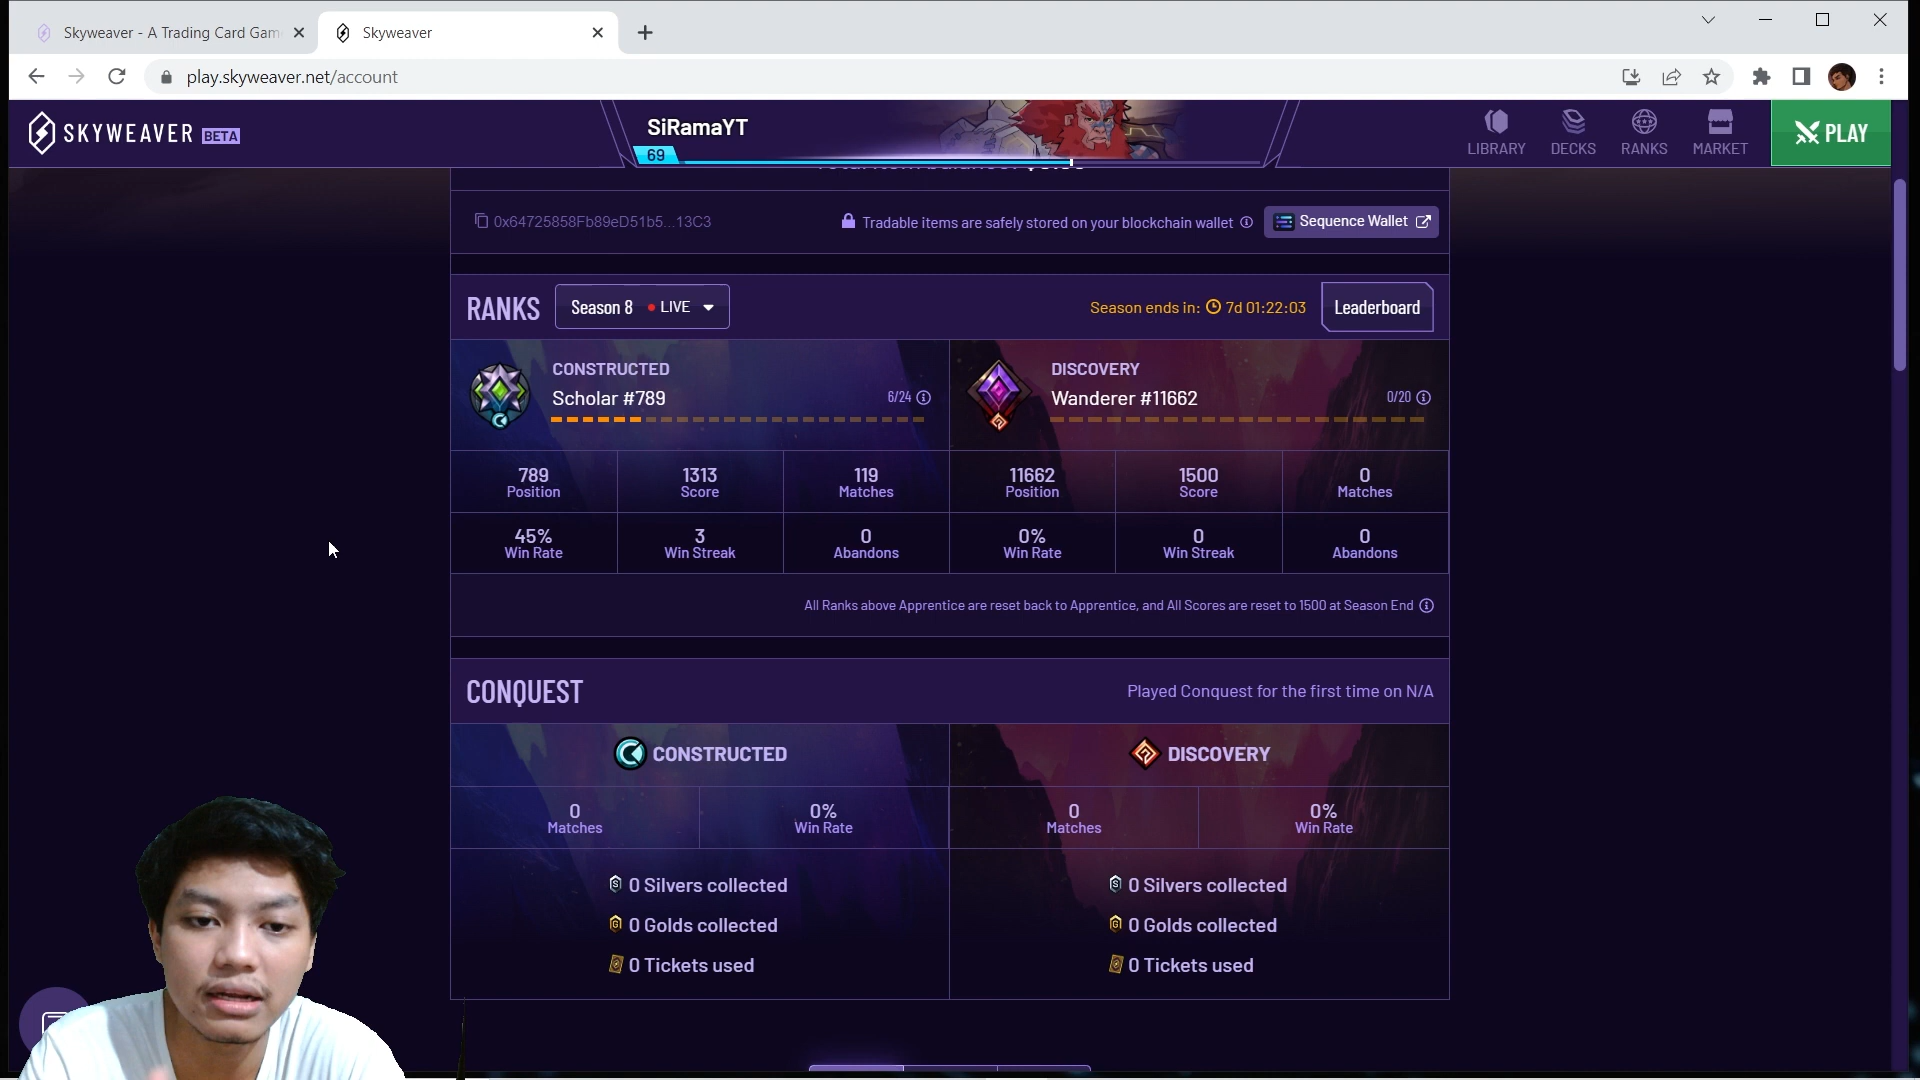 Skyweaver - A Trading Card Gam
Skyweaver
play.skyweaver.net/account
SKYWEAVER BETA
SiRamaYT
69
LIBRARY
DECKS
RANKS
MARKET
PLAY
0x64725858Fb89eD51b5...13C3
Tradable items are safely stored on your blockchain wallet
Sequence Wallet
RANKS
Season 8 • LIVE
Season ends in: 7d 01:22:03
Leaderboard
CONSTRUCTED
Scholar #789
6/24
DISCOVERY
Wanderer #11662
0/20
789
Position
1313
Score
119
Matches
11662
Position
1500
Score
0
Matches
45%
Win Rate
3
Win Streak
0
Abandons
0%
Win Rate
0
Win Streak
0
Abandons
All Ranks above Apprentice are reset back to Apprentice, and All Scores are reset to 1500 at Season End
CONQUEST
Played Conquest for the first time on N/A
CONSTRUCTED
DISCOVERY
0
Matches
0%
Win Rate
0
Matches
0%
Win Rate
0 Silvers collected
0 Golds collected
0 Tickets used
0 Silvers collected
0 Golds collected
0 Tickets used